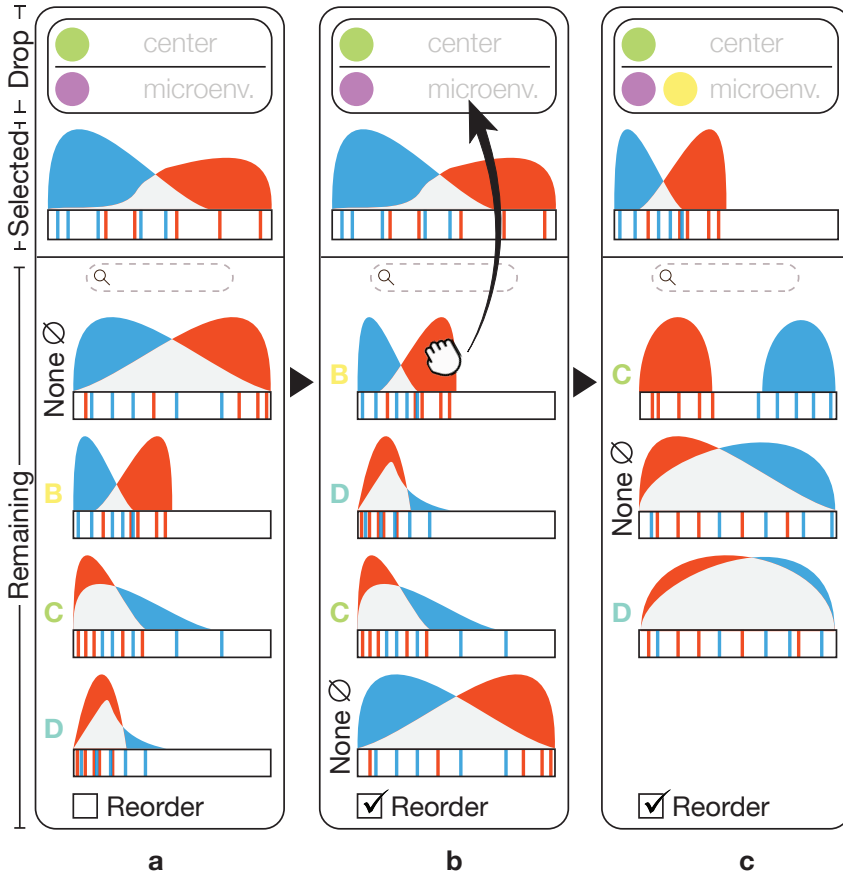 Drop
Selected
Remaining
center
microenv.
None Ø
B
C
D
Reorder
a
center
microenv.
B
D
C
None Ø
Reorder
b
center
microenv.
C
None Ø
D
Reorder
c